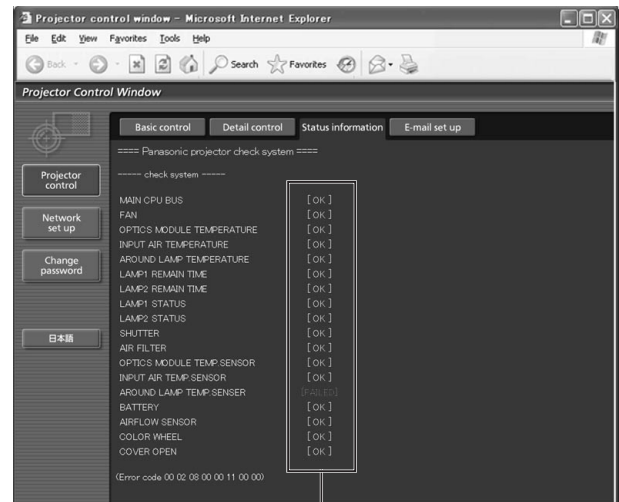 Projector control window - Microsoft Internet Explorer
File Edit View Favorites Tools Help
Back Search Favorites
Projector Control Window
Basic control Detail control Status information E-mail set up
==== Panasonic projector check system ====
----- check system -----
Projector control
Network set up
Change password
日本語
MAIN CPU BUS [ OK ]
FAN [ OK ]
OPTICS MODULE TEMPERATURE [ OK ]
INPUT AIR TEMPERATURE [ OK ]
AROUND LAMP TEMPERATURE [ OK ]
LAMP1 REMAIN TIME [ OK ]
LAMP2 REMAIN TIME [ OK ]
LAMP1 STATUS [ OK ]
LAMP2 STATUS [ OK ]
SHUTTER [ OK ]
AIR FILTER [ OK ]
OPTICS MODULE TEMP.SENSOR [ OK ]
INPUT AIR TEMP.SENSOR [ OK ]
AROUND LAMP TEMP.SENSER [FAILED]
BATTERY [ OK ]
AIRFLOW SENSOR [ OK ]
COLOR WHEEL [ OK ]
COVER OPEN [ OK ]
(Error code 00 02 08 00 00 11 00 00)